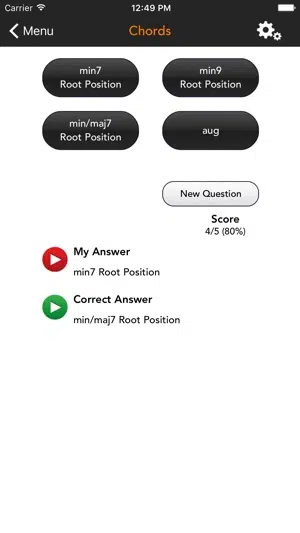 Carrier 12:49 PM
Menu Chords
min7
Root Position
min9
Root Position
min/maj7
Root Position
aug
New Question
Score
4/5 (80%)
My Answer
min7 Root Position
Correct Answer
min/maj7 Root Position